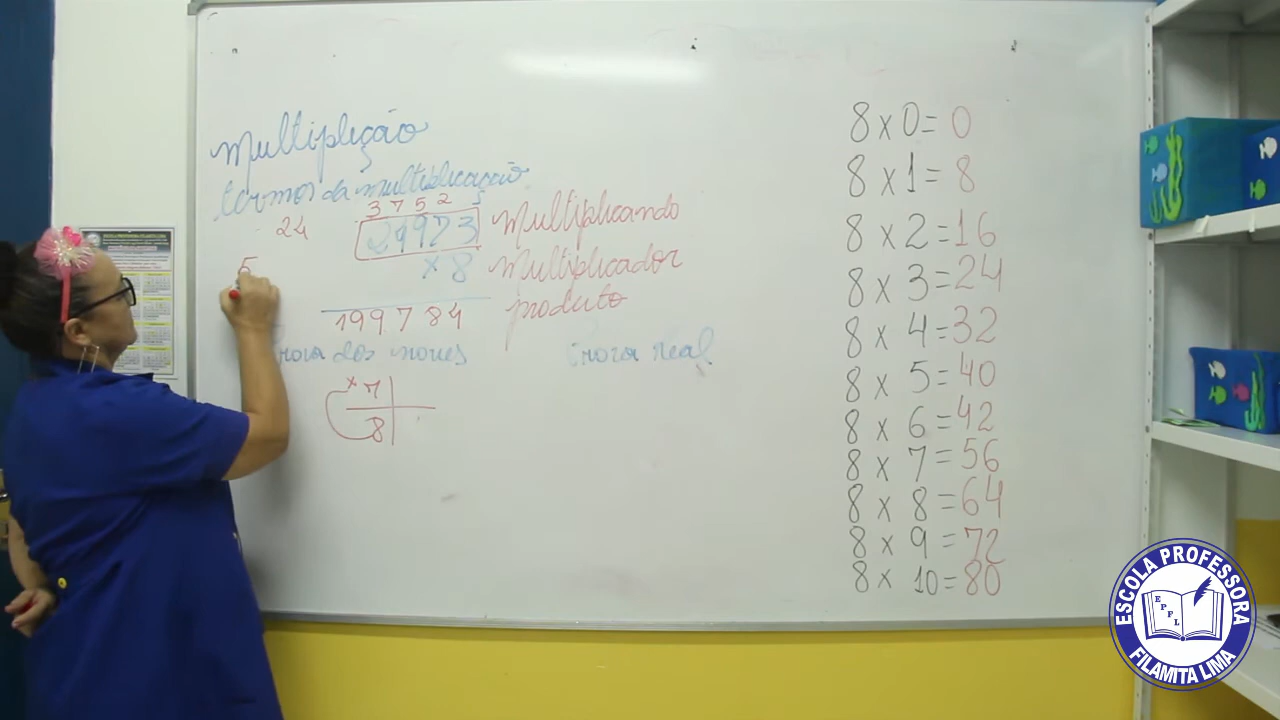 Multipleção
termos da multiplicação
3 7 5 2
24 24973 Multiplicando
5 x 8 Multiplicador
199784 produto
Prova dos noves Prova real
x 7
8
8 x 0 = 0
8 x 1 = 8
8 x 2 = 16
8 x 3 = 24
8 x 4 = 32
8 x 5 = 40
8 x 6 = 42
8 x 7 = 56
8 x 8 = 64
8 x 9 = 72
8 x 10 = 80
ESCOLA PROFESSORA
E P F L
FILAMITA LIMA